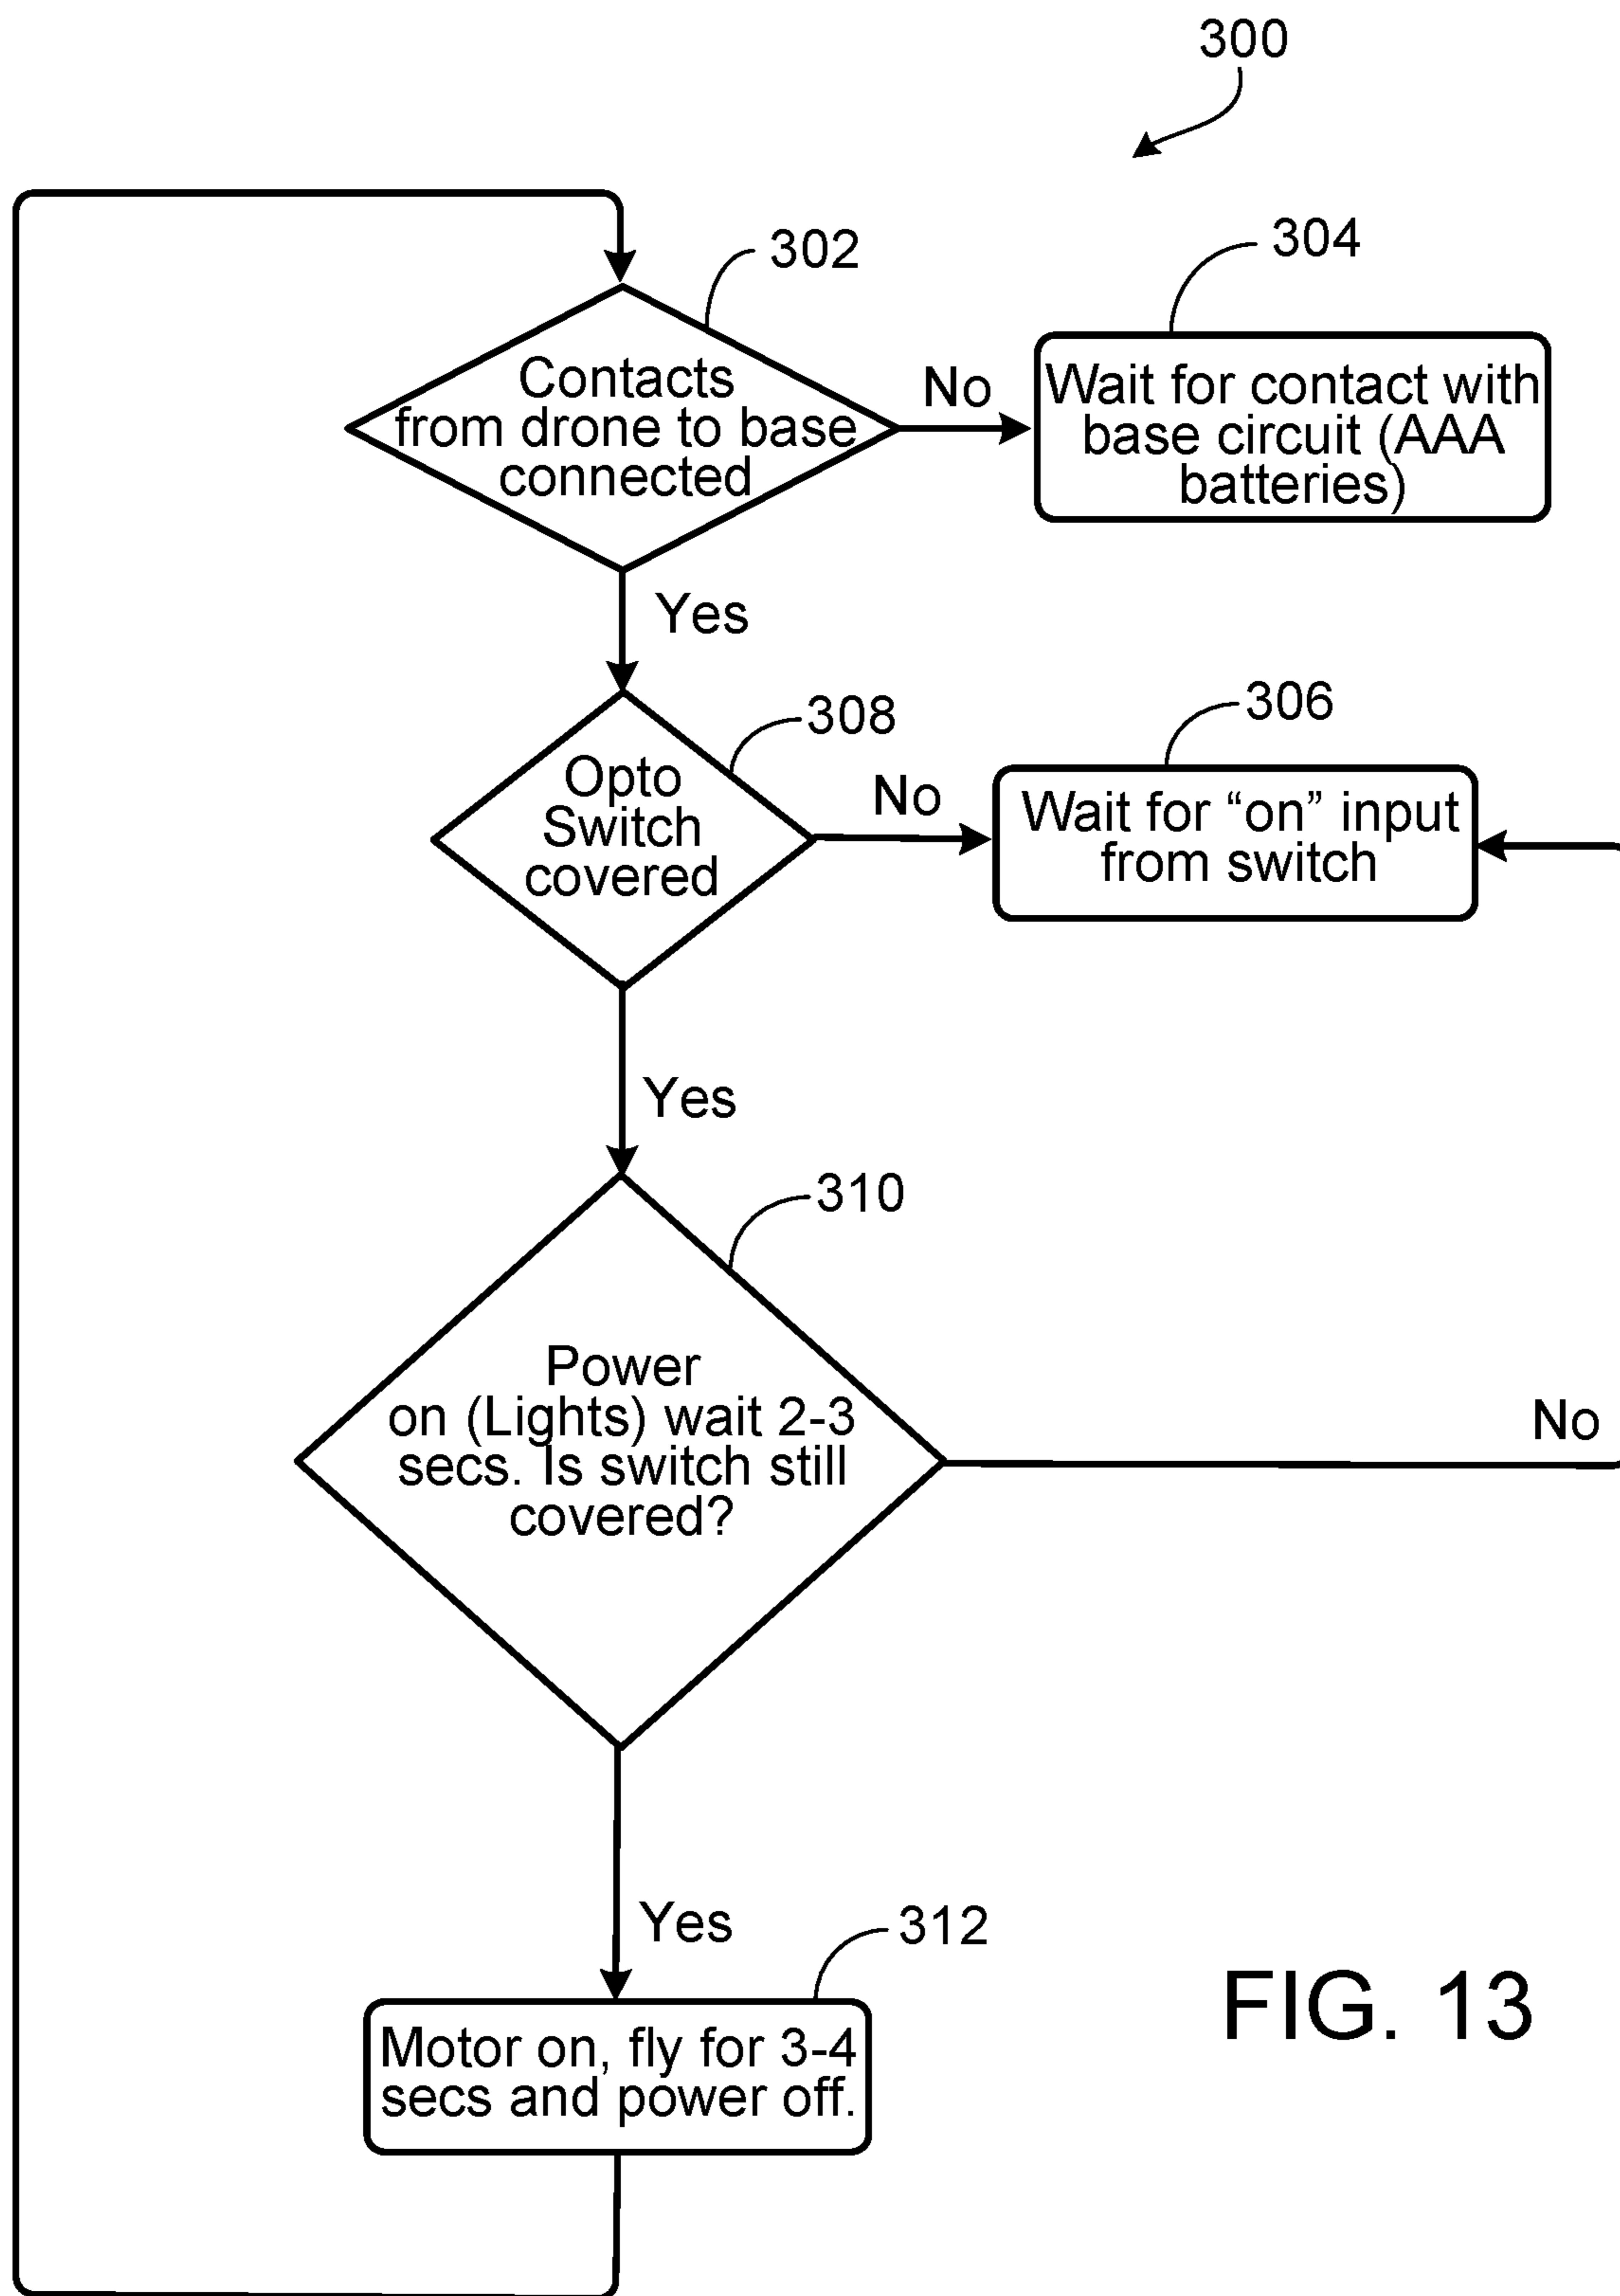 300
302
304
Contacts
from drone to base
connected
No
Wait for contact with
base circuit (AAA
batteries)
Yes
308
306
Opto
Switch
covered
No
Wait for “on” input
from switch
Yes
310
Power
on (Lights) wait 2-3
secs. Is switch still
covered?
No
Yes
312
Motor on, fly for 3-4
secs and power off.
FIG. 13